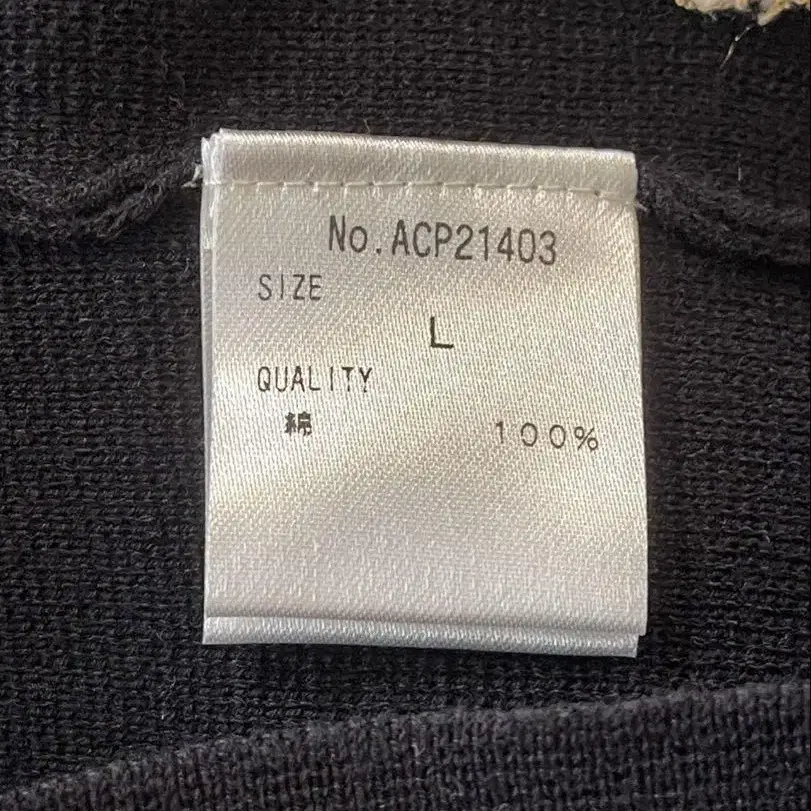 No.ACP21403
SIZE
L
QUALITY
綿 100%